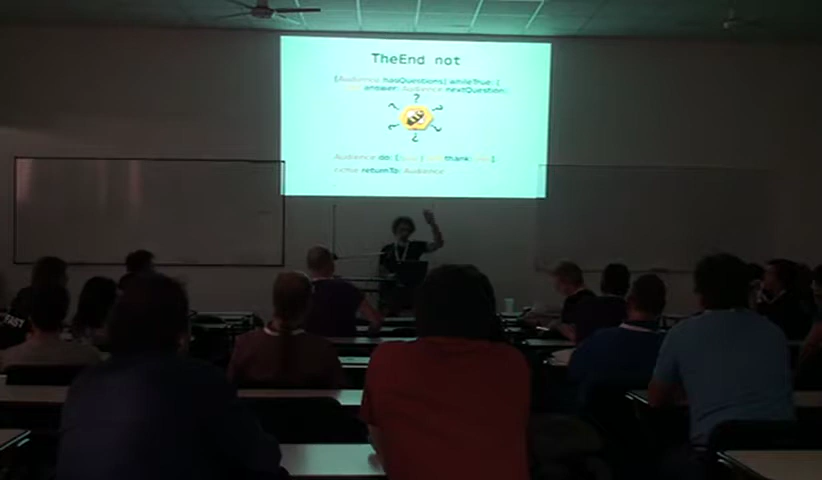 TheEnd not
[Audience hasQuestions] whileTrue: [
answer: Audience nextQuestion
?
?
?
?
?
¿
Audience do: [ thank: ]
returnTo: Audience